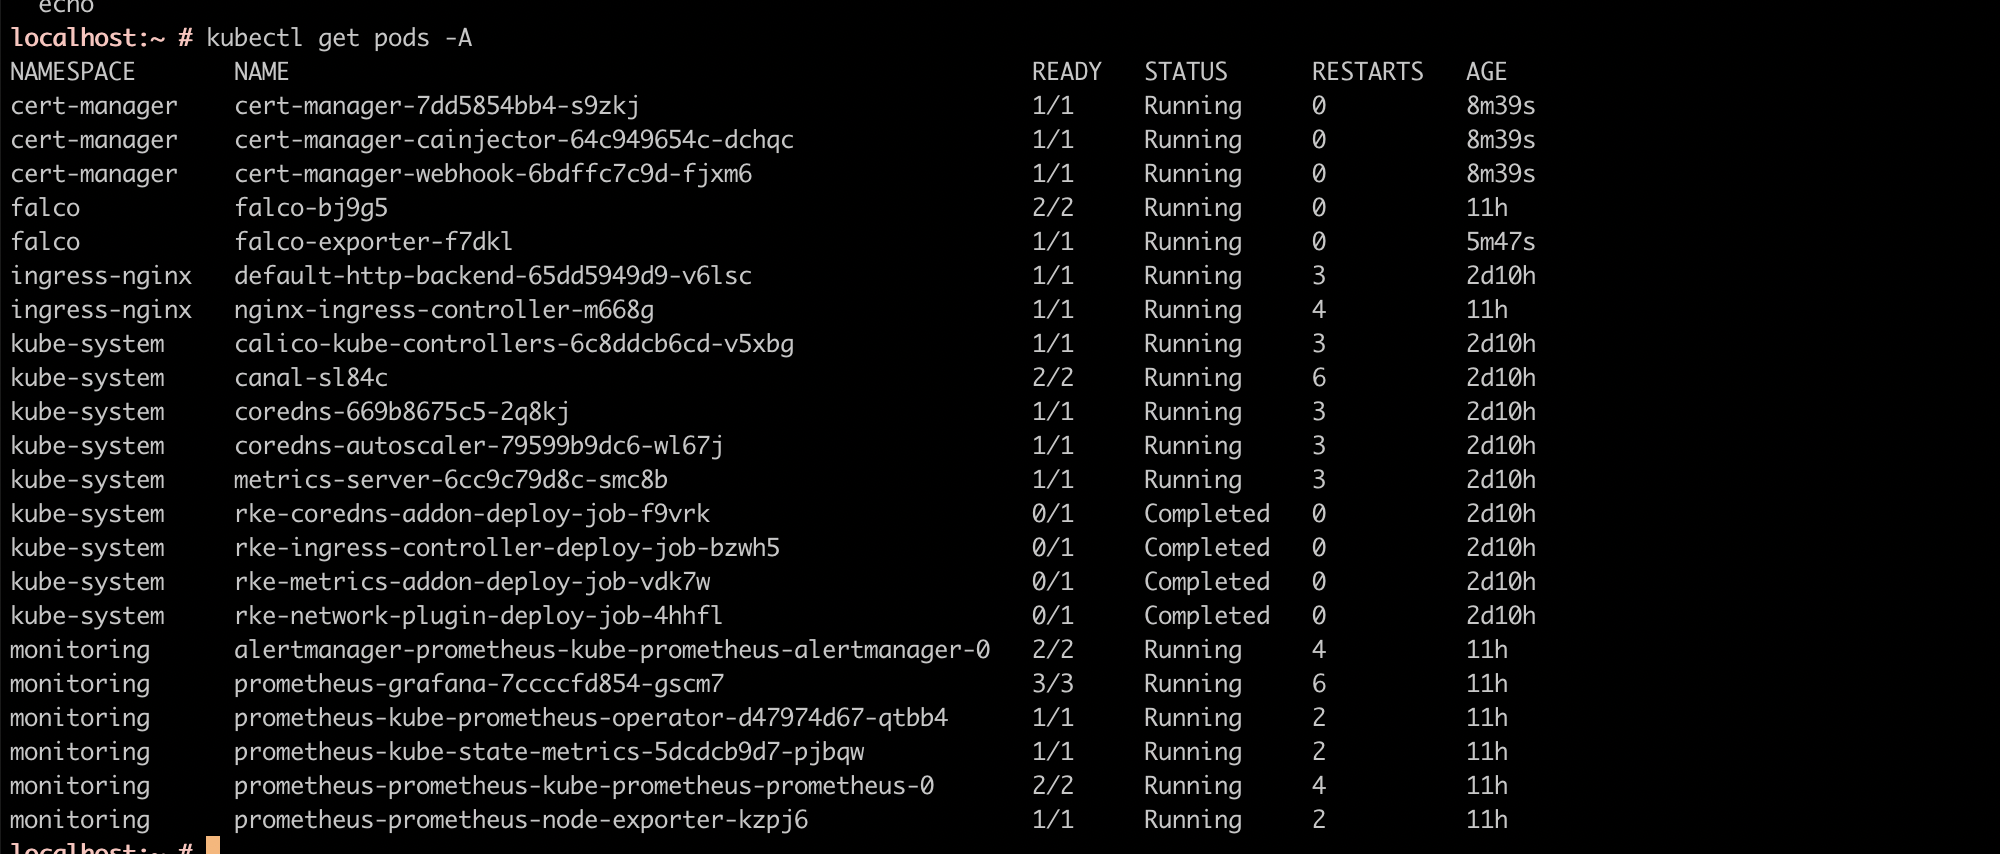 echo
localhost:~ # kubectl get pods -A
NAMESPACE NAME READY STATUS RESTARTS AGE
cert-manager cert-manager-7dd5854bb4-s9zkj 1/1 Running 0 8m39s
cert-manager cert-manager-cainjector-64c949654c-dchqc 1/1 Running 0 8m39s
cert-manager cert-manager-webhook-6bdffc7c9d-fjxm6 1/1 Running 0 8m39s
falco falco-bj9g5 2/2 Running 0 11h
falco falco-exporter-f7dkl 1/1 Running 0 5m47s
ingress-nginx default-http-backend-65dd5949d9-v6lsc 1/1 Running 3 2d10h
ingress-nginx nginx-ingress-controller-m668g 1/1 Running 4 11h
kube-system calico-kube-controllers-6c8ddcb6cd-v5xbg 1/1 Running 3 2d10h
kube-system canal-sl84c 2/2 Running 6 2d10h
kube-system coredns-669b8675c5-2q8kj 1/1 Running 3 2d10h
kube-system coredns-autoscaler-79599b9dc6-wl67j 1/1 Running 3 2d10h
kube-system metrics-server-6cc9c79d8c-smc8b 1/1 Running 3 2d10h
kube-system rke-coredns-addon-deploy-job-f9vrk 0/1 Completed 0 2d10h
kube-system rke-ingress-controller-deploy-job-bzwh5 0/1 Completed 0 2d10h
kube-system rke-metrics-addon-deploy-job-vdk7w 0/1 Completed 0 2d10h
kube-system rke-network-plugin-deploy-job-4hhfl 0/1 Completed 0 2d10h
monitoring alertmanager-prometheus-kube-prometheus-alertmanager-0 2/2 Running 4 11h
monitoring prometheus-grafana-7ccccfd854-gscm7 3/3 Running 6 11h
monitoring prometheus-kube-prometheus-operator-d47974d67-qtbb4 1/1 Running 2 11h
monitoring prometheus-kube-state-metrics-5dcdcb9d7-pjbqw 1/1 Running 2 11h
monitoring prometheus-prometheus-kube-prometheus-prometheus-0 2/2 Running 4 11h
monitoring prometheus-prometheus-node-exporter-kzpj6 1/1 Running 2 11h
localhost:~ #